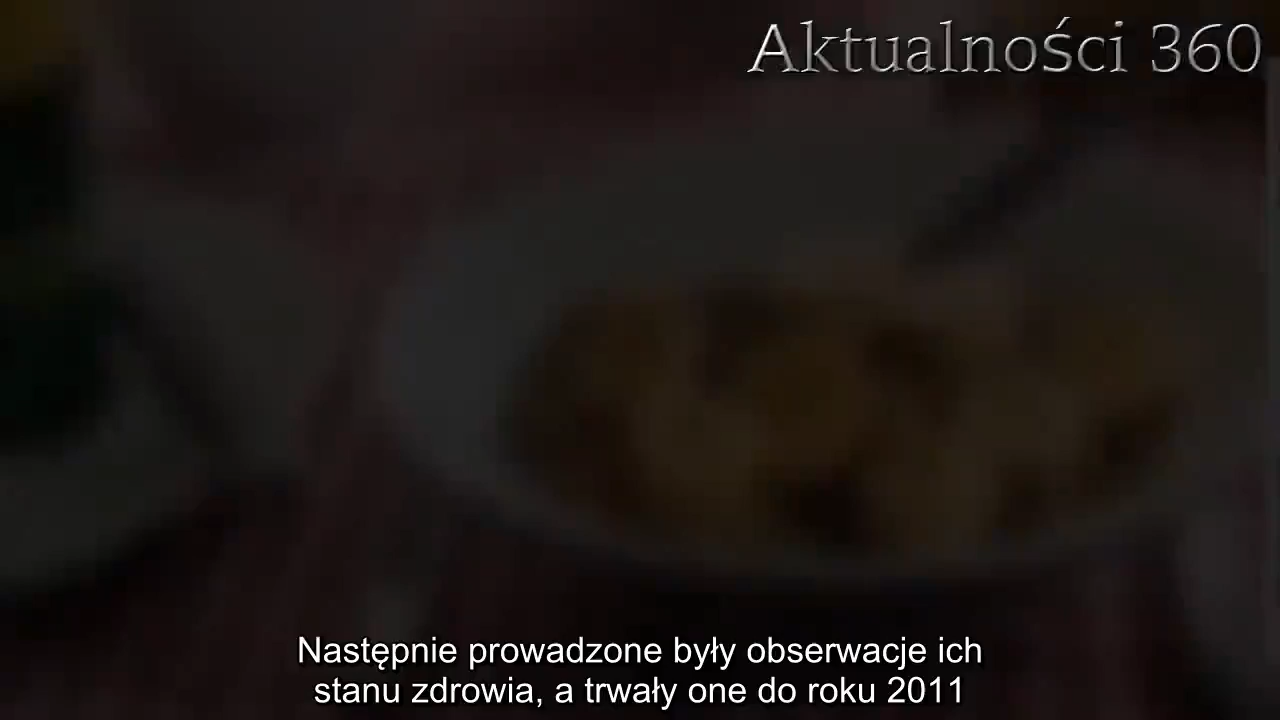 Aktualności 360
Następnie prowadzone były obserwacje ich
stanu zdrowia, a trwały one do roku 2011